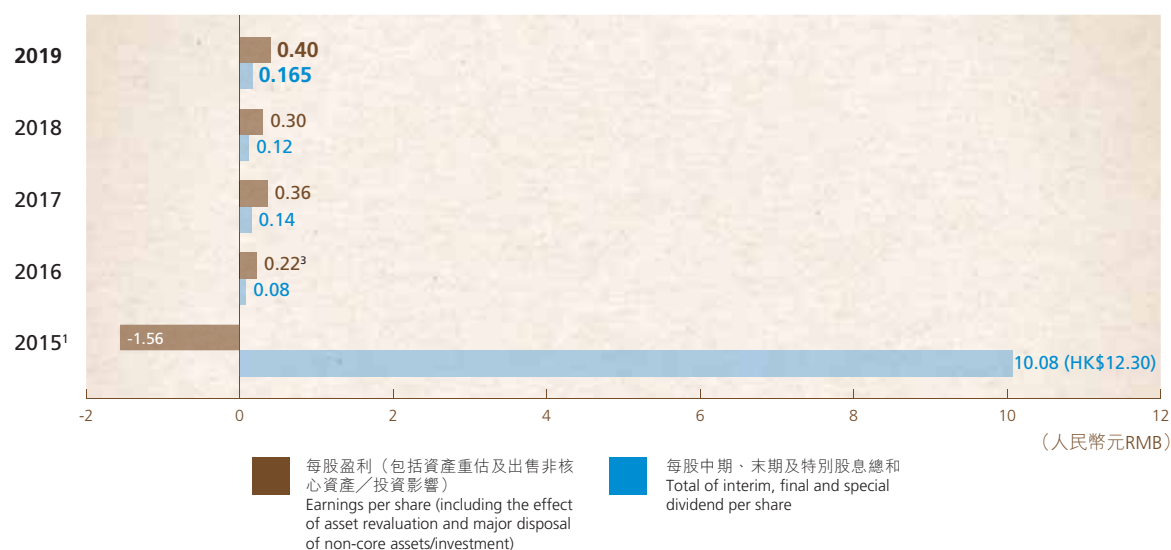 2019
0.40
0.165
2018
0.30
0.12
2017
0.36
0.14
2016
0.22³
0.08
2015¹
-1.56
10.08 (HK$12.30)
-2 0 2 4 6 8 10 12
（人民幣元RMB）
每股盈利（包括資產重估及出售非核
心資產╱投資影響）
Earnings per share (including the effect
of asset revaluation and major disposal
of non-core assets/investment)
每股中期、末期及特別股息總和
Total of interim, final and special
dividend per share